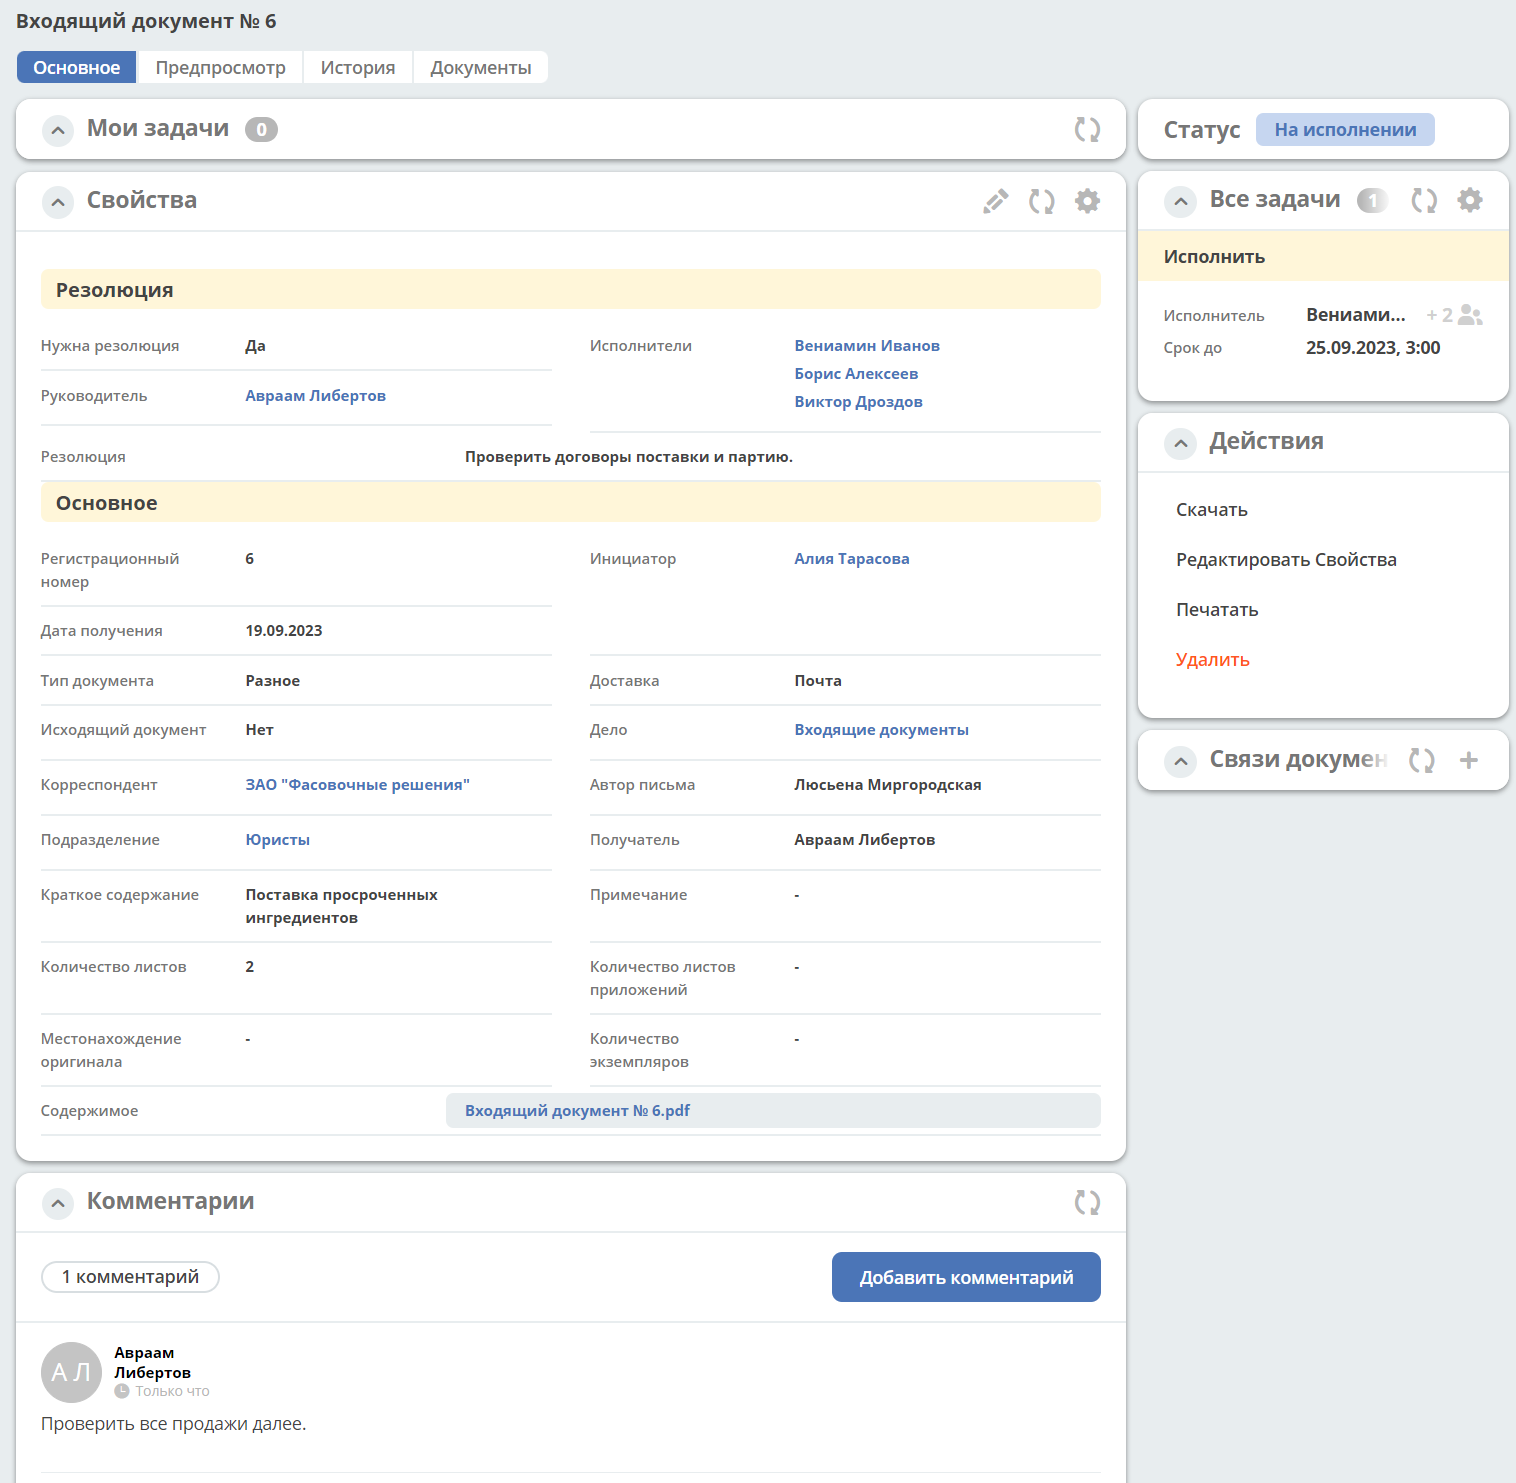 Входящий документ № 6
Основное
Предпросмотр
История
Документы
Мои задачи 0
Свойства
Резолюция
Нужна резолюция Да
Руководитель Авраам Либертов
Исполнители Вениамин Иванов
Борис Алексеев
Виктор Дроздов
Резолюция Проверить договоры поставки и партию.
Основное
Регистрационный
номер
6
Инициатор Алия Тарасова
Дата получения 19.09.2023
Тип документа Разное
Доставка Почта
Исходящий документ Нет
Дело Входящие документы
Корреспондент ЗАО "Фасовочные решения"
Автор письма Люсьена Миргородская
Подразделение Юристы
Получатель Авраам Либертов
Краткое содержание Поставка просроченных
ингредиентов
Примечание -
Количество листов 2
Количество листов
приложений
-
Местонахождение
оригинала
-
Количество
экземпляров
-
Содержимое Входящий документ № 6.pdf
Комментарии
1 комментарий
Добавить комментарий
АЛ
Авраам
Либертов
Только что
Проверить все продажи далее.
Статус На исполнении
Все задачи 1
Исполнить
Исполнитель Вениами... + 2
Срок до 25.09.2023, 3:00
Действия
Скачать
Редактировать Свойства
Печатать
Удалить
Связи докумен